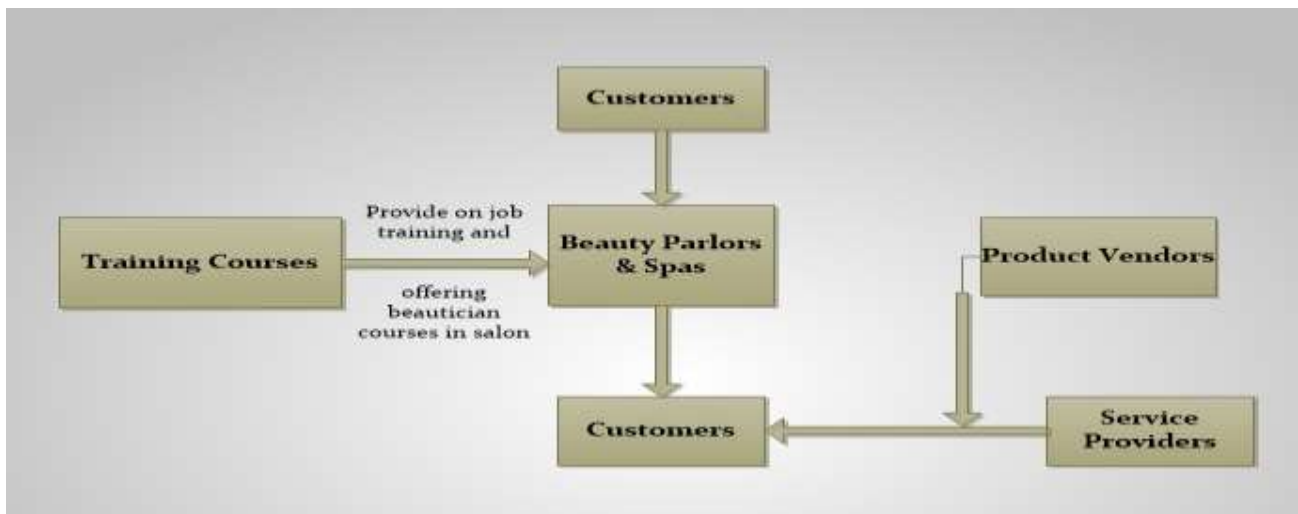 Customers
Provide on job
training and
Training Courses
Beauty Parlors
& Spas
Product Vendors
offering
beautician
courses in salon
Customers
Service
Providers